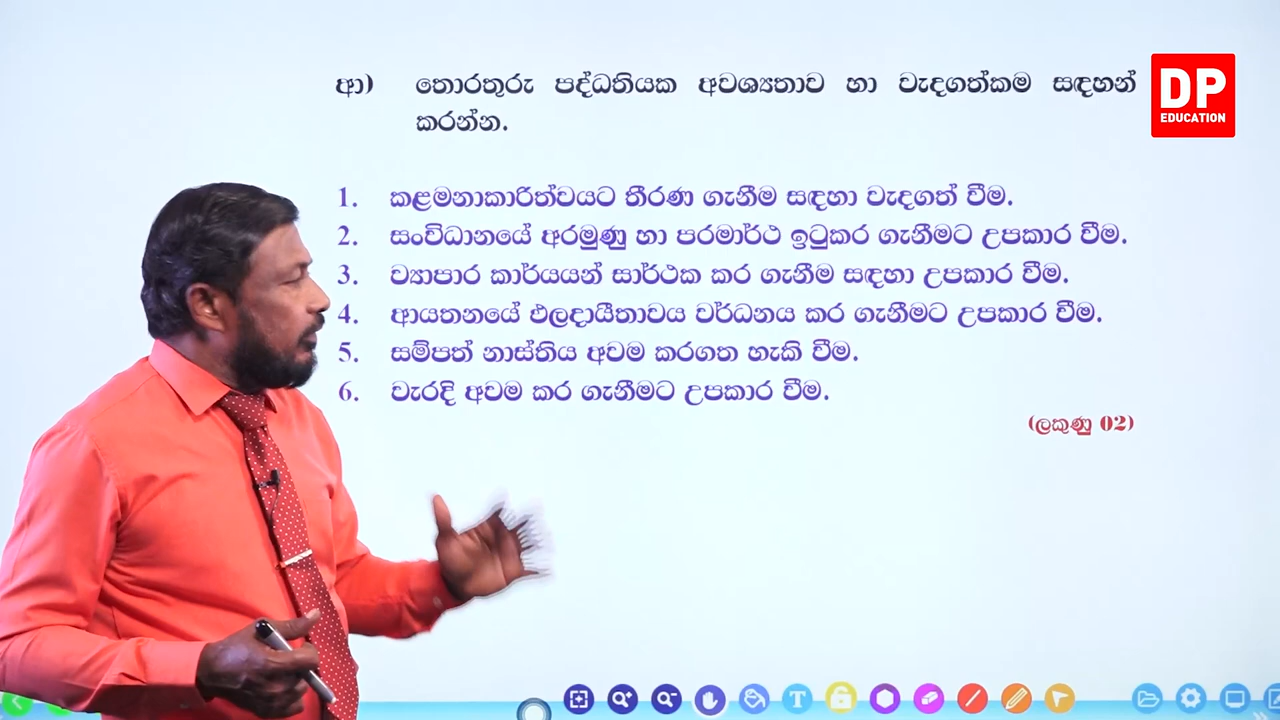 ආ) තොරතුරු පද්ධතියක අවශ්‍යතාව හා වැදගත්කම සඳහන්
කරන්න.
DP
EDUCATION
1. කළමනාකාරිත්වයට තීරණ ගැනීම සඳහා වැදගත් වීම.
2. සංවිධානයේ අරමුණු හා පරමාර්ථ ඉටුකර ගැනීමට උපකාර වීම.
3. ව්‍යාපාර කාර්යයන් සාර්ථක කර ගැනීම සඳහා උපකාර වීම.
4. ආයතනයේ ඵලදායීතාවය වර්ධනය කර ගැනීමට උපකාර වීම.
5. සම්පත් නාස්තිය අවම කරගත හැකි වීම.
6. වැරදි අවම කර ගැනීමට උපකාර වීම.
(ලකුණු 02)
T